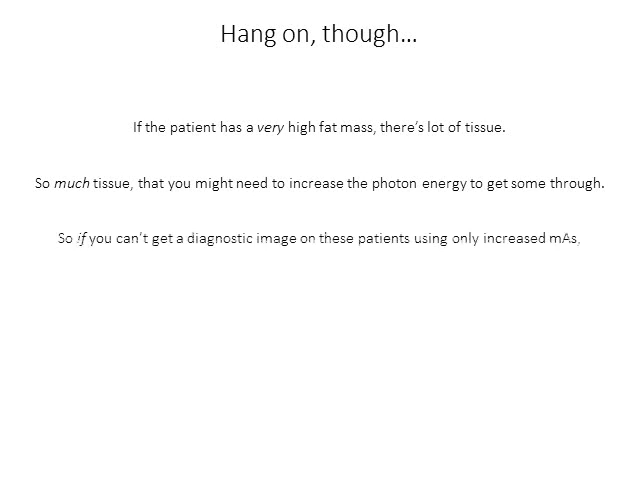 Hang on, though…
If the patient has a very high fat mass, there’s lot of tissue.
So much tissue, that you might need to increase the photon energy to get some through.
So if you can’t get a diagnostic image on these patients using only increased mAs,